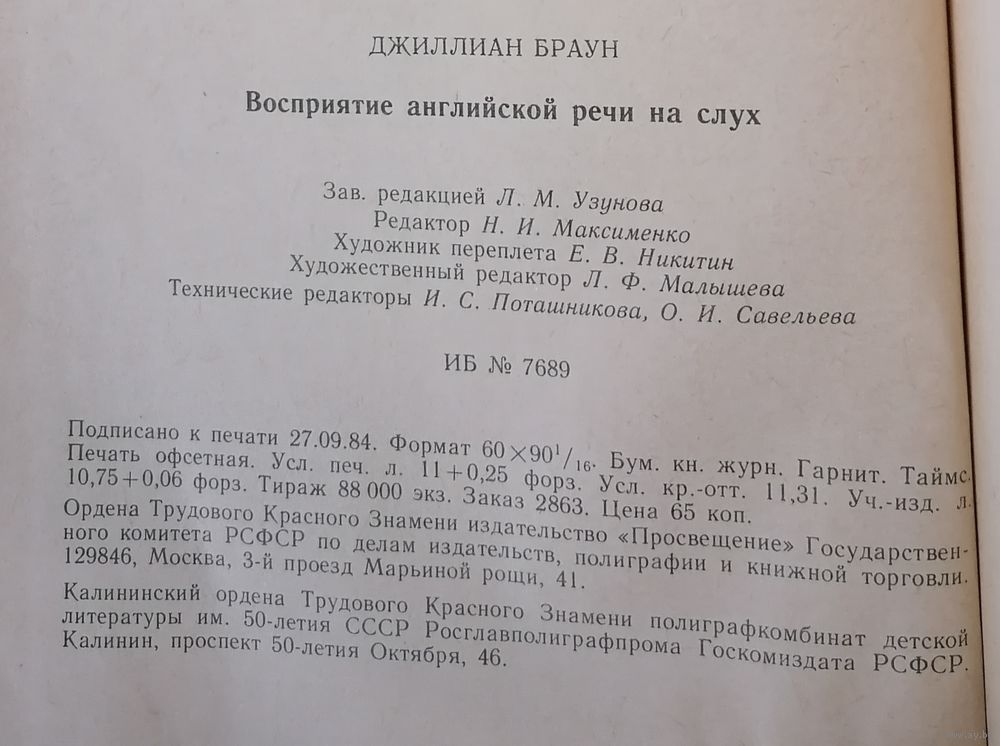 ДЖИЛЛИАН БРАУН
Восприятие английской речи на слух
Зав. редакцией Л. М. Узунова
Редактор Н. И. Максименко
Художник переплета Е. В. Никитин
Художественный редактор Л. Ф. Малышева
Технические редакторы И. С. Поташникова, О. И. Савельева
ИБ № 7689
Подписано к печати 27.09.84. Формат 60×90¹/₁₆. Бум. кн. журн. Гарнит. Таймс.
Печать офсетная. Усл. печ. л. 11+0,25 форз. Усл. кр.-отт. 11,31. Уч.-изд. л.
10,75+0,06 форз. Тираж 88 000 экз. Заказ 2863. Цена 65 коп.
Ордена Трудового Красного Знамени издательство «Просвещение» Государствен-
ного комитета РСФСР по делам издательств, полиграфии и книжной торговли.
129846, Москва, 3-й проезд Марьиной рощи, 41.
Калининский ордена Трудового Красного Знамени полиграфкомбинат детской
литературы им. 50-летия СССР Росглавполиграфпрома Госкомиздата РСФСР.
Калинин, проспект 50-летия Октября, 46.